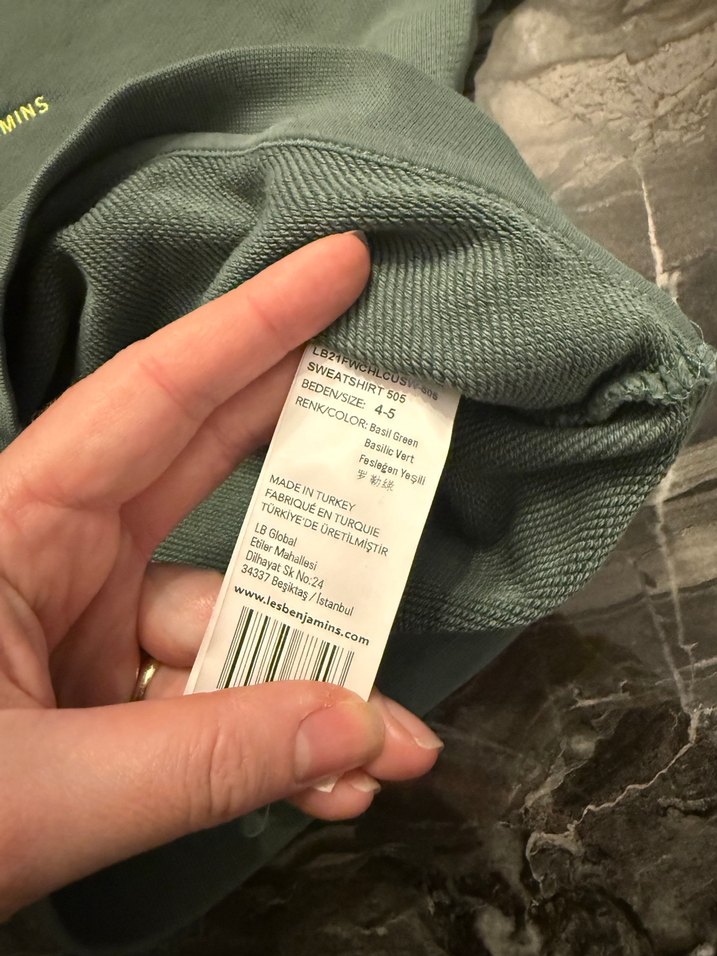 MINS
LB21FWCHLCUSW-505
SWEATSHIRT 505
BEDEN/SIZE: 4-5
RENK/COLOR: Basil Green
Basilic Vert
Fesleğen Yeşili
罗勒绿
MADE IN TURKEY
FABRIQUÉ EN TURQUIE
TÜRKİYE'DE ÜRETİLMİŞTİR
LB Global
Etiler Mahallesi
Dilhayat Sk No:24
34337 Beşiktaş / İstanbul
www.lesbenjamins.com